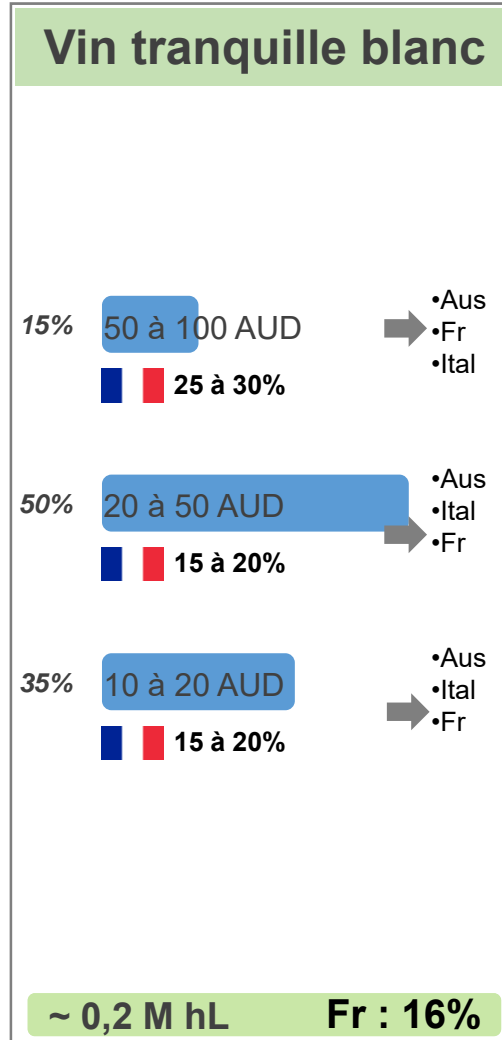 Vin tranquille blanc
15%
50 à 100 AUD
•Aus
•Fr
•Ital
25 à 30%
50%
20 à 50 AUD
•Aus
•Ital
•Fr
15 à 20%
35%
10 à 20 AUD
•Aus
•Ital
•Fr
15 à 20%
~ 0,2 M hL Fr : 16%